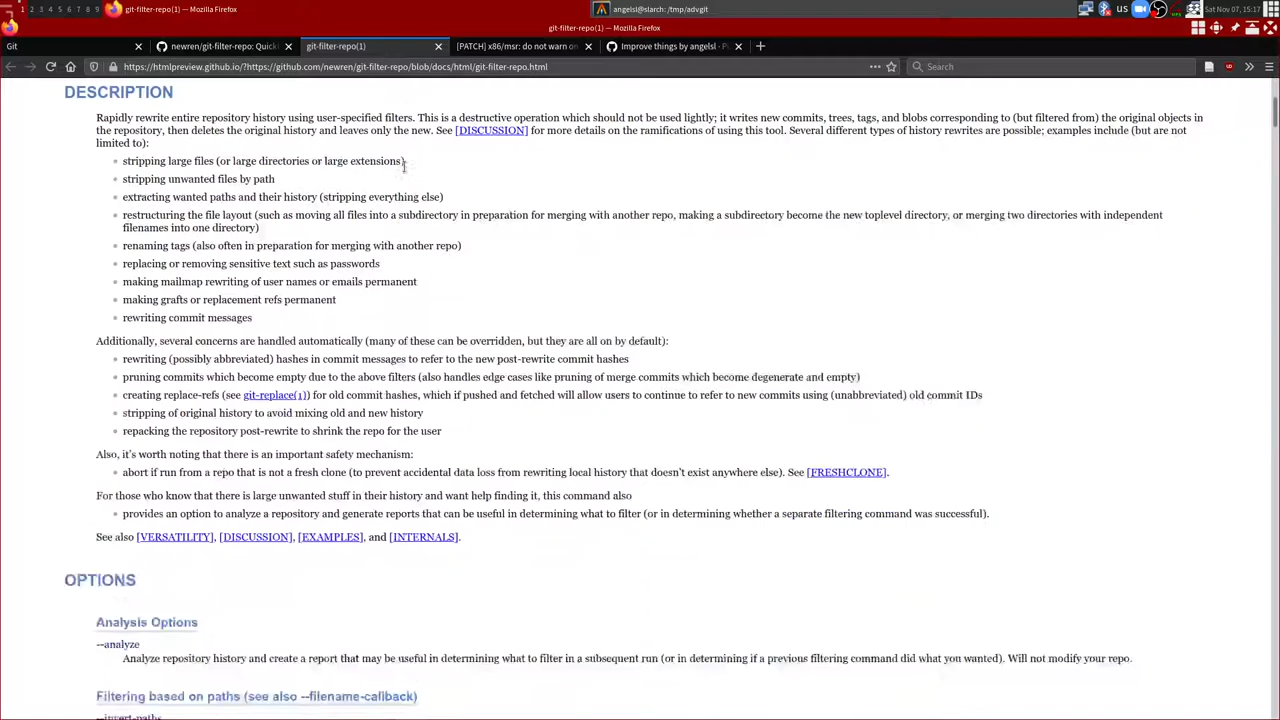 1 2 3 4 5 6 7 8 9 git-filter-repo(1) — Mozilla Firefox angelsl@slarch: /tmp/advgit us Sat Nov 07, 15:17
git-filter-repo(1) — Mozilla Firefox
Git newren/git-filter-repo: Quickl git-filter-repo(1) [PATCH] x86/msr: do not warn on Improve things by angelsl · P
https://htmlpreview.github.io/?https://github.com/newren/git-filter-repo/blob/docs/html/git-filter-repo.html Search
DESCRIPTION
Rapidly rewrite entire repository history using user-specified filters. This is a destructive operation which should not be used lightly; it writes new commits, trees, tags, and blobs corresponding to (but filtered from) the original objects in
the repository, then deletes the original history and leaves only the new. See [DISCUSSION] for more details on the ramifications of using this tool. Several different types of history rewrites are possible; examples include (but are not
limited to):
stripping large files (or large directories or large extensions)
stripping unwanted files by path
extracting wanted paths and their history (stripping everything else)
restructuring the file layout (such as moving all files into a subdirectory in preparation for merging with another repo, making a subdirectory become the new toplevel directory, or merging two directories with independent
filenames into one directory)
renaming tags (also often in preparation for merging with another repo)
replacing or removing sensitive text such as passwords
making mailmap rewriting of user names or emails permanent
making grafts or replacement refs permanent
rewriting commit messages
Additionally, several concerns are handled automatically (many of these can be overridden, but they are all on by default):
rewriting (possibly abbreviated) hashes in commit messages to refer to the new post-rewrite commit hashes
pruning commits which become empty due to the above filters (also handles edge cases like pruning of merge commits which become degenerate and empty)
creating replace-refs (see git-replace(1)) for old commit hashes, which if pushed and fetched will allow users to continue to refer to new commits using (unabbreviated) old commit IDs
stripping of original history to avoid mixing old and new history
repacking the repository post-rewrite to shrink the repo for the user
Also, it's worth noting that there is an important safety mechanism:
abort if run from a repo that is not a fresh clone (to prevent accidental data loss from rewriting local history that doesn't exist anywhere else). See [FRESHCLONE].
For those who know that there is large unwanted stuff in their history and want help finding it, this command also
provides an option to analyze a repository and generate reports that can be useful in determining what to filter (or in determining whether a separate filtering command was successful).
See also [VERSATILITY], [DISCUSSION], [EXAMPLES], and [INTERNALS].
OPTIONS
Analysis Options
--analyze
Analyze repository history and create a report that may be useful in determining what to filter in a subsequent run (or in determining if a previous filtering command did what you wanted). Will not modify your repo.
Filtering based on paths (see also --filename-callback)
--invert-paths